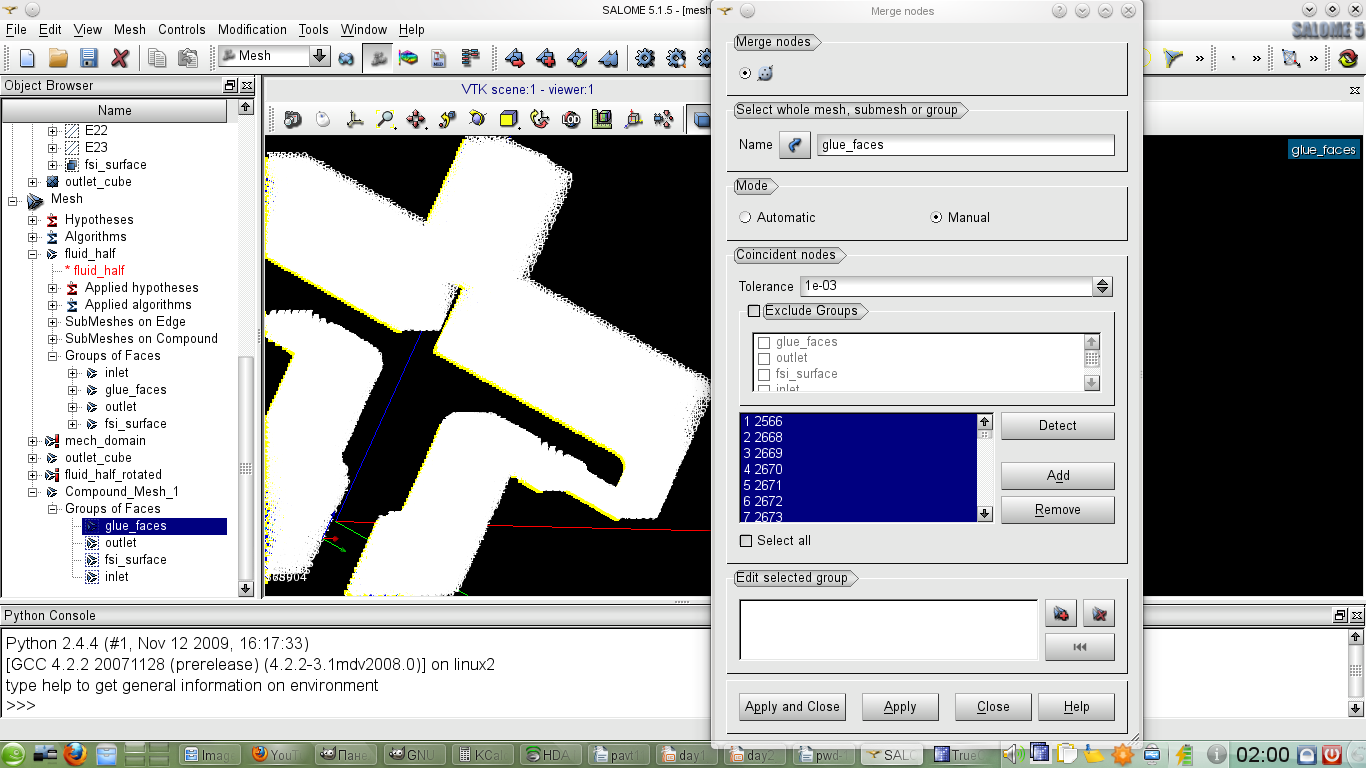 SALOME 5.1.5 - [mesh
Merge nodes
File Edit View Mesh Controls Modification Tools Window Help
SALOME 5
Mesh
Object Browser
Name
E22
E23
fsi_surface
outlet_cube
Mesh
Hypotheses
Algorithms
fluid_half
* fluid_half
Applied hypotheses
Applied algorithms
SubMeshes on Edge
SubMeshes on Compound
Groups of Faces
inlet
glue_faces
outlet
fsi_surface
mech_domain
outlet_cube
fluid_half_rotated
Compound_Mesh_1
Groups of Faces
glue_faces
outlet
fsi_surface
inlet
VTK scene:1 - viewer:1
glue_faces
Merge nodes
Select whole mesh, submesh or group
Name glue_faces
Mode
Automatic Manual
Coincident nodes
Tolerance 1e-03
Exclude Groups
glue_faces
outlet
fsi_surface
inlet
1 2566
2 2668
3 2669
4 2670
5 2671
6 2672
7 2673
Detect
Add
Remove
Select all
Edit selected group
Apply and Close Apply Close Help
Python Console
Python 2.4.4 (#1, Nov 12 2009, 16:17:33)
[GCC 4.2.2 20071128 (prerelease) (4.2.2-3.1mdv2008.0)] on linux2
type help to get general information on environment
>>>
Imag YouT Пане GNU KCal HDA pavt1 day1 day2 pwd- SALC Truet 02:00